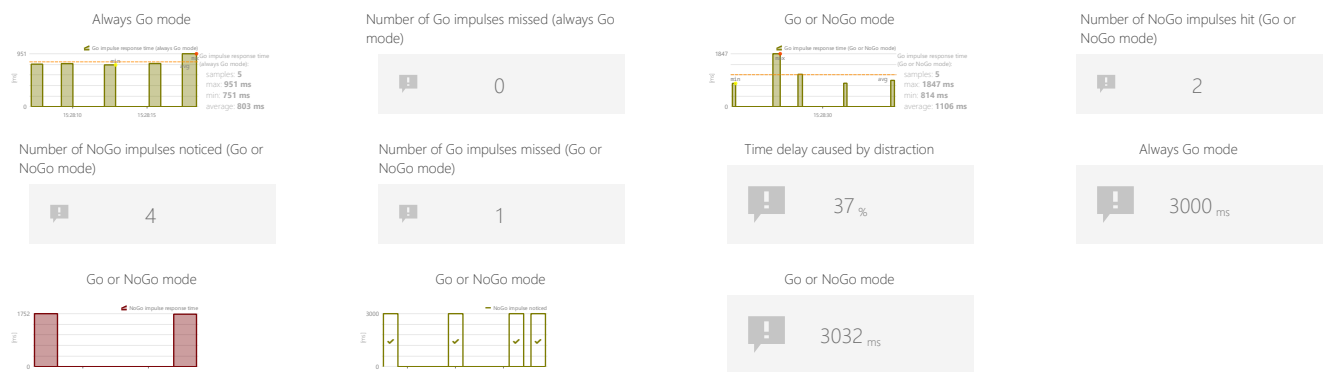 Always Go mode
Go impulse response time (always Go mode)
951
[ms]
0
min
max
avg
15:28:10
15:28:15
Go impulse response time
(always Go mode):
samples: 5
max: 951 ms
min: 751 ms
average: 803 ms
Number of Go impulses missed (always Go
mode)
0
Go or NoGo mode
Go impulse response time (Go or NoGo mode)
1847
[ms]
0
min
max
avg
15:28:30
Go impulse response time
(Go or NoGo mode):
samples: 5
max: 1847 ms
min: 814 ms
average: 1106 ms
Number of NoGo impulses hit (Go or
NoGo mode)
2
Number of NoGo impulses noticed (Go or
NoGo mode)
4
Number of Go impulses missed (Go or
NoGo mode)
1
Time delay caused by distraction
37 %
Always Go mode
3000 ms
Go or NoGo mode
NoGo impulse response time
1752
[ms]
0
Go or NoGo mode
NoGo impulse noticed
3000
[ms]
0
Go or NoGo mode
3032 ms